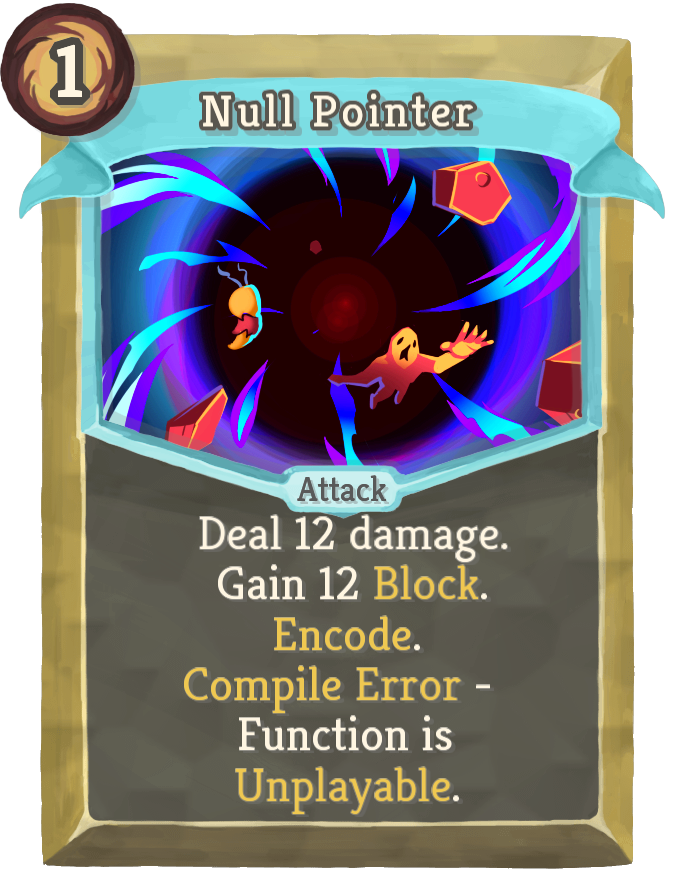 1
Null Pointer
Attack
Deal 12 damage.
Gain 12 Block.
Encode.
Compile Error -
Function is
Unplayable.